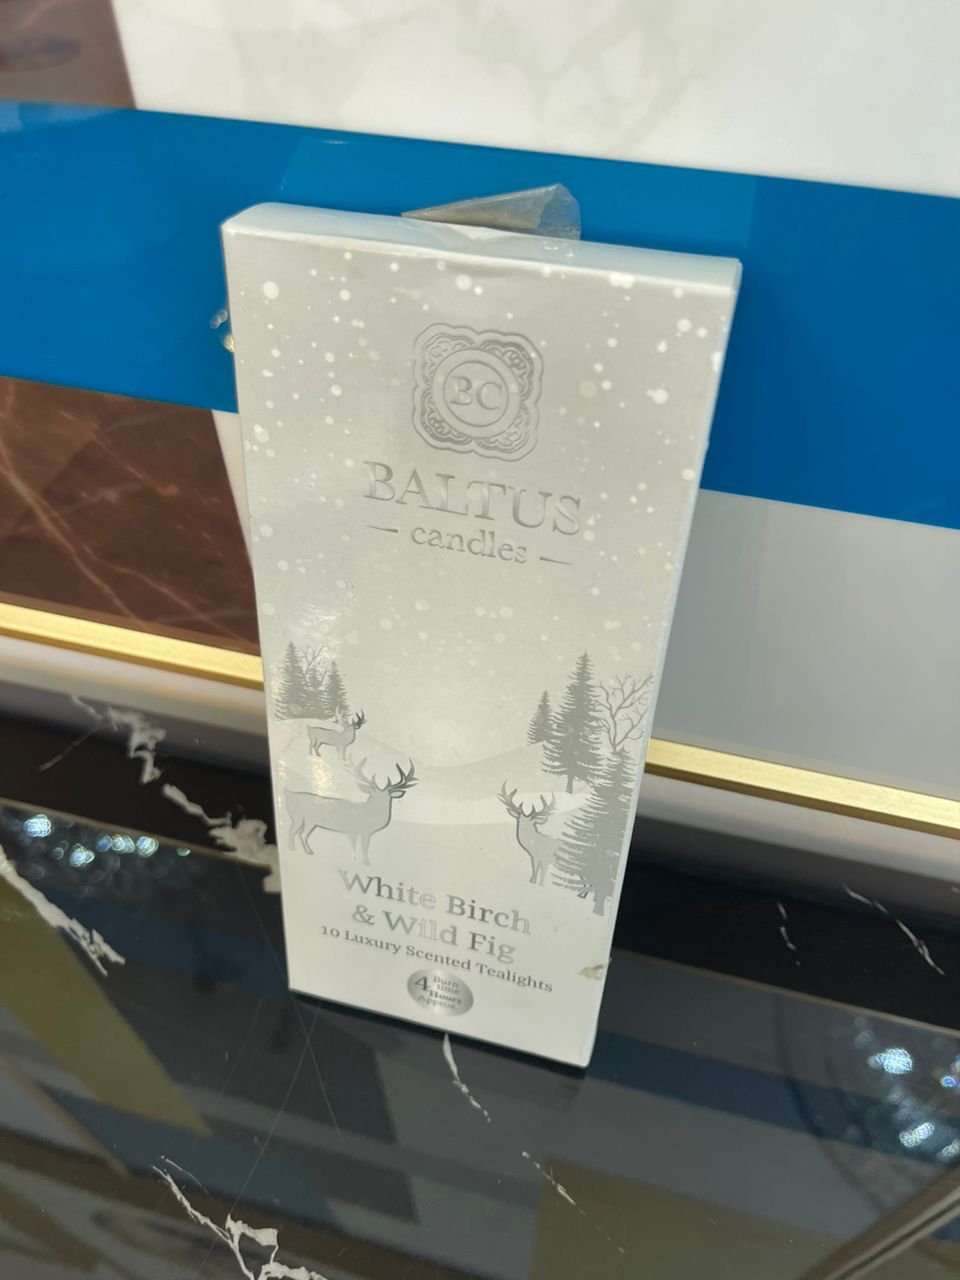 BC
BALTUS
candles
White Birch
& Wild Fig
10 Luxury Scented Tealights
4 Burn
time
Hours
Approx.